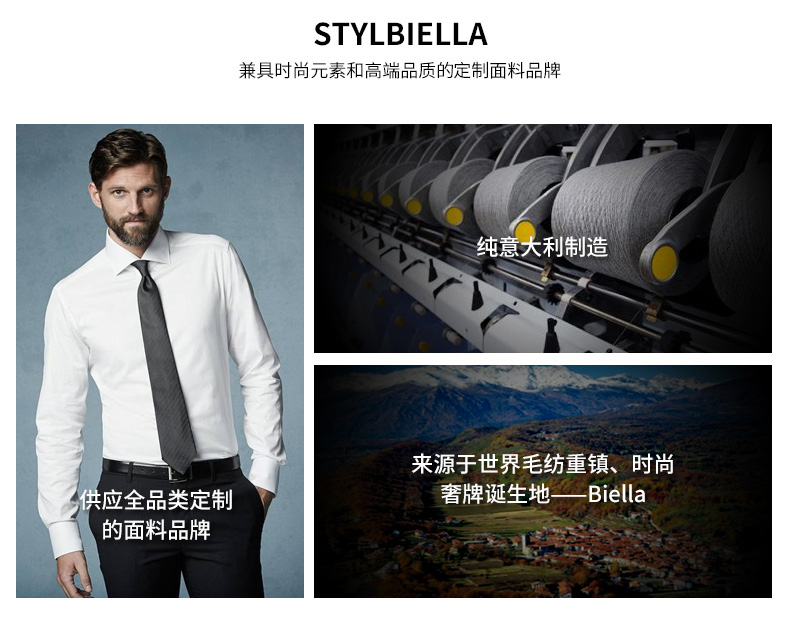 STYLBIELLA
兼具时尚元素和高端品质的定制面料品牌
供应全品类定制
的面料品牌
纯意大利制造
来源于世界毛纺重镇、时尚
奢牌诞生地——Biella